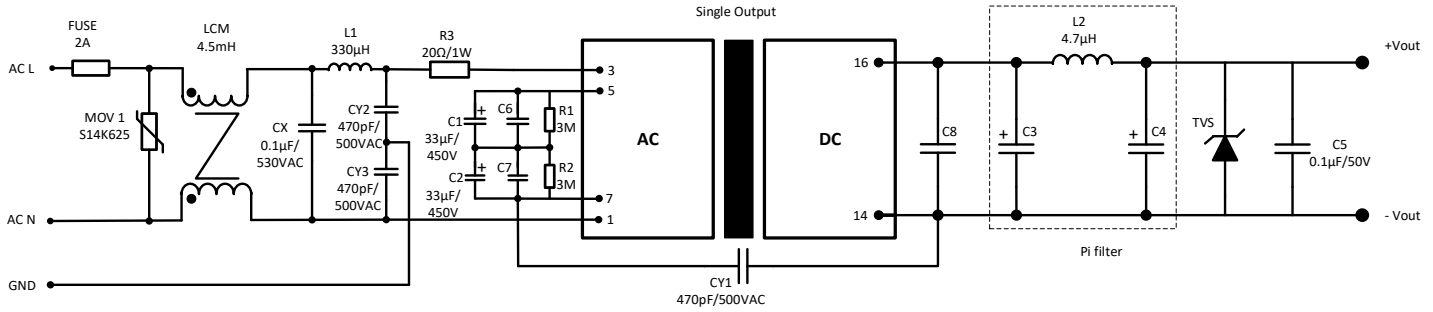 Single Output
FUSE
2A
LCM
4.5mH
L1
330µH
R3
20Ω/1W
L2
4.7µH
AC L
3
16
+Vout
5
MOV 1
S14K625
CX
0.1µF/
530VAC
CY2
470pF/
500VAC
CY3
470pF/
500VAC
C1
+
33µF/
450V
C6
R1
3M
C2
+
33µF/
450V
C7
R2
3M
AC
DC
C8
+
C3
+
C4
TVS
C5
0.1µF/50V
7
AC N
1
14
- Vout
Pi filter
GND
CY1
470pF/500VAC